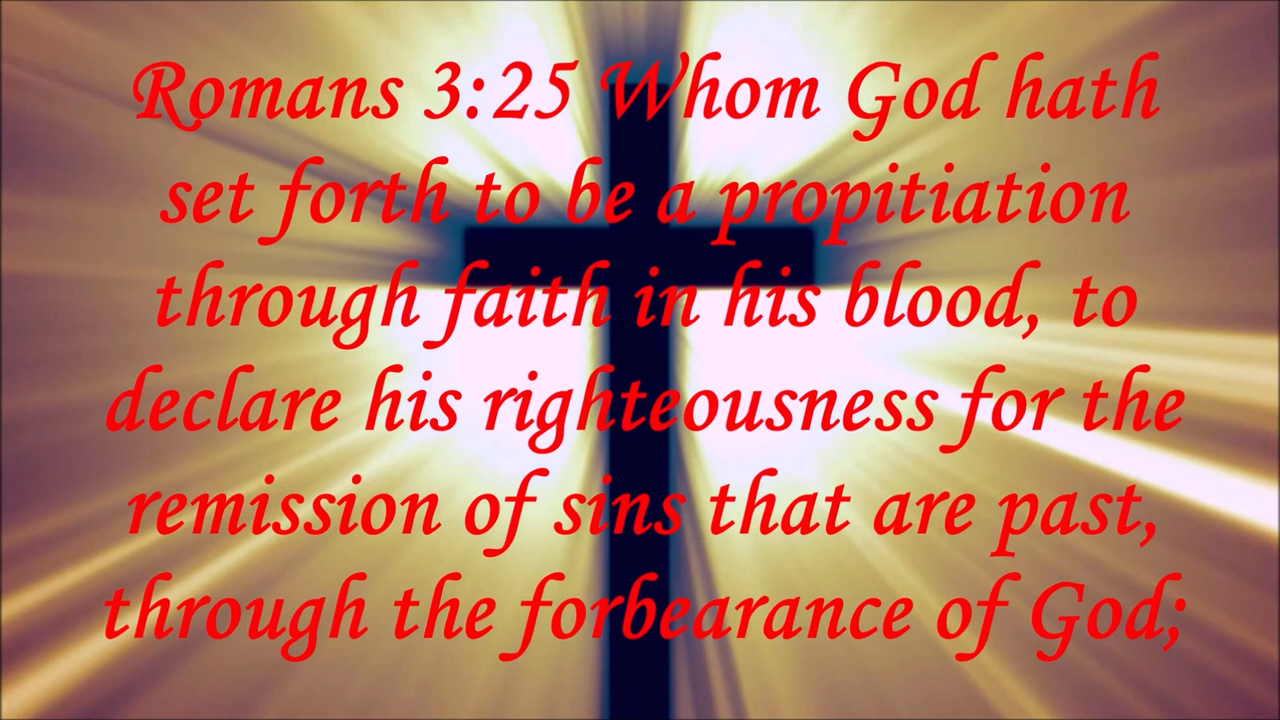 Romans 3:25 Whom God hath
set forth to be a propitiation
through faith in his blood, to
declare his righteousness for the
remission of sins that are past,
through the forbearance of God;